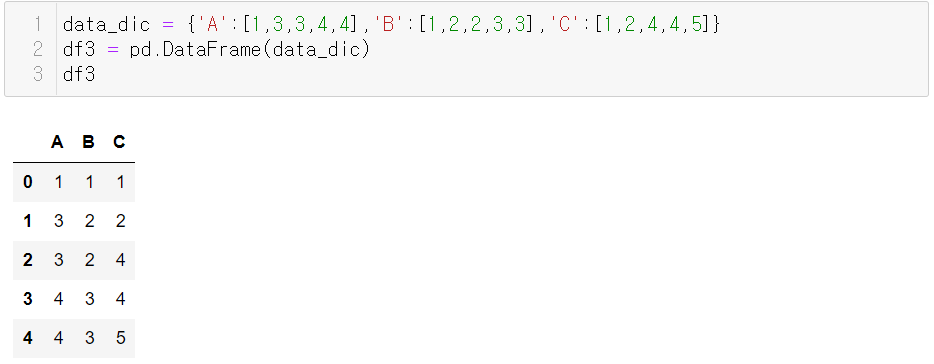 1 data_dic = {'A':[1,3,3,4,4],'B':[1,2,2,3,3],'C':[1,2,4,4,5]}
2 df3 = pd.DataFrame(data_dic)
3 df3
A B C
0 1 1 1
1 3 2 2
2 3 2 4
3 4 3 4
4 4 3 5